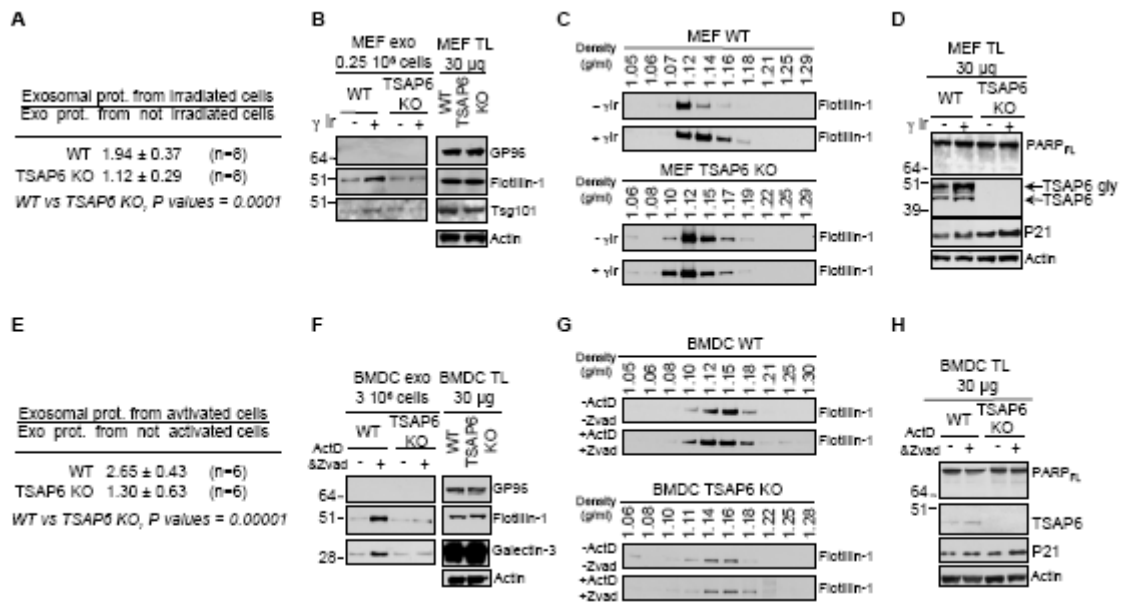 A
Exosomal prot. from irradiated cells
Exo prot. from not irradiated cells
WT 1.94 ± 0.37 (n=8)
TSAP6 KO 1.12 ± 0.29 (n=8)
WT vs TSAP6 KO, P values = 0.0001
B
MEF exo
0.25 10⁶ cells
MEF TL
30 µg
WT
TSAP6
KO
WT
TSAP6
KO
γ Ir - + - +
64-
GP96
51-
Flotillin-1
51-
Tsg101
Actin
C
MEF WT
Density
(g/ml)
1.05 1.06 1.07 1.12 1.14 1.16 1.18 1.21 1.25 1.29
- γIr
Flotillin-1
+ γIr
Flotillin-1
MEF TSAP6 KO
1.06 1.08 1.10 1.12 1.15 1.17 1.19 1.22 1.25 1.29
- γIr
Flotillin-1
+ γIr
Flotillin-1
D
MEF TL
30 µg
WT
TSAP6
KO
γ Ir - + - +
PARP FL
64-
51-
TSAP6 gly
TSAP6
39-
P21
Actin
E
Exosomal prot. from avtivated cells
Exo prot. from not activated cells
WT 2.65 ± 0.43 (n=6)
TSAP6 KO 1.30 ± 0.63 (n=6)
WT vs TSAP6 KO, P values = 0.00001
F
BMDC exo
3 10⁶ cells
BMDC TL
30 µg
WT
TSAP6
KO
WT
TSAP6
KO
ActD
&Zvad - + - +
64-
GP96
51-
Flotillin-1
28-
Galectin-3
Actin
G
BMDC WT
Density
(g/ml)
1.05 1.06 1.08 1.10 1.12 1.15 1.18 1.21 1.25 1.30
-ActD
-Zvad
Flotillin-1
+ActD
+Zvad
Flotillin-1
BMDC TSAP6 KO
Density
(g/ml)
1.06 1.08 1.10 1.11 1.14 1.16 1.18 1.22 1.25 1.28
-ActD
-Zvad
Flotillin-1
+ActD
+Zvad
Flotillin-1
H
BMDC TL
30 µg
WT
TSAP6
KO
ActD
&Zvad - + - +
PARP FL
64-
51-
TSAP6
P21
Actin